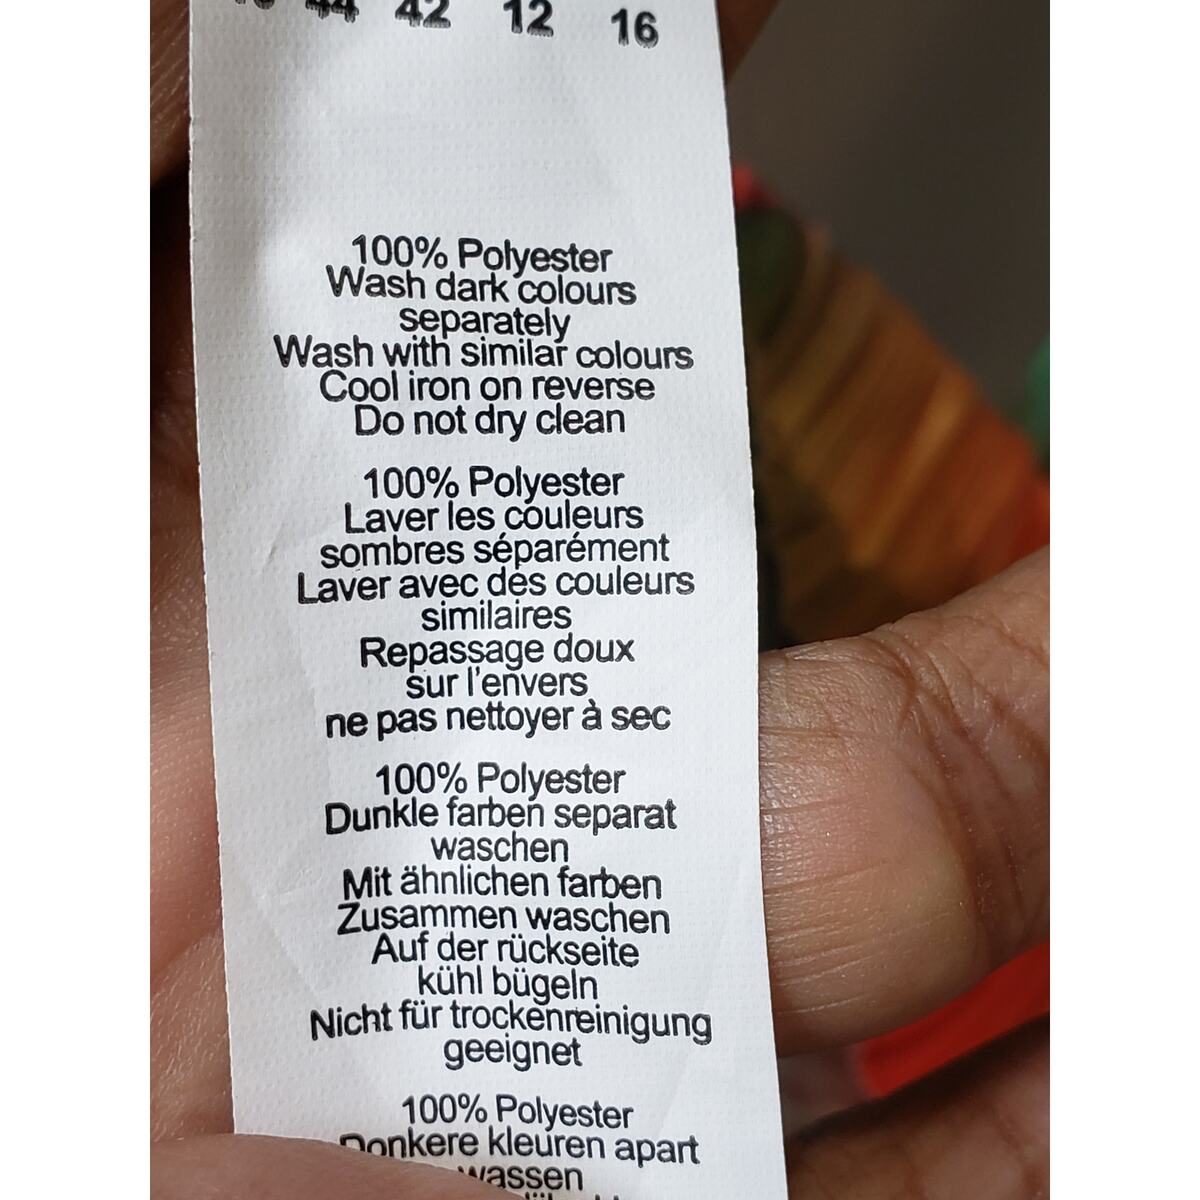 44 42 12 16
100% Polyester
Wash dark colours
separately
Wash with similar colours
Cool iron on reverse
Do not dry clean
100% Polyester
Laver les couleurs
sombres séparément
Laver avec des couleurs
similaires
Repassage doux
sur l'envers
ne pas nettoyer à sec
100% Polyester
Dunkle farben separat
waschen
Mit ähnlichen farben
Zusammen waschen
Auf der rückseite
kühl bügeln
Nicht für trockenreinigung
geeignet
100% Polyester
Donkere kleuren apart
wassen